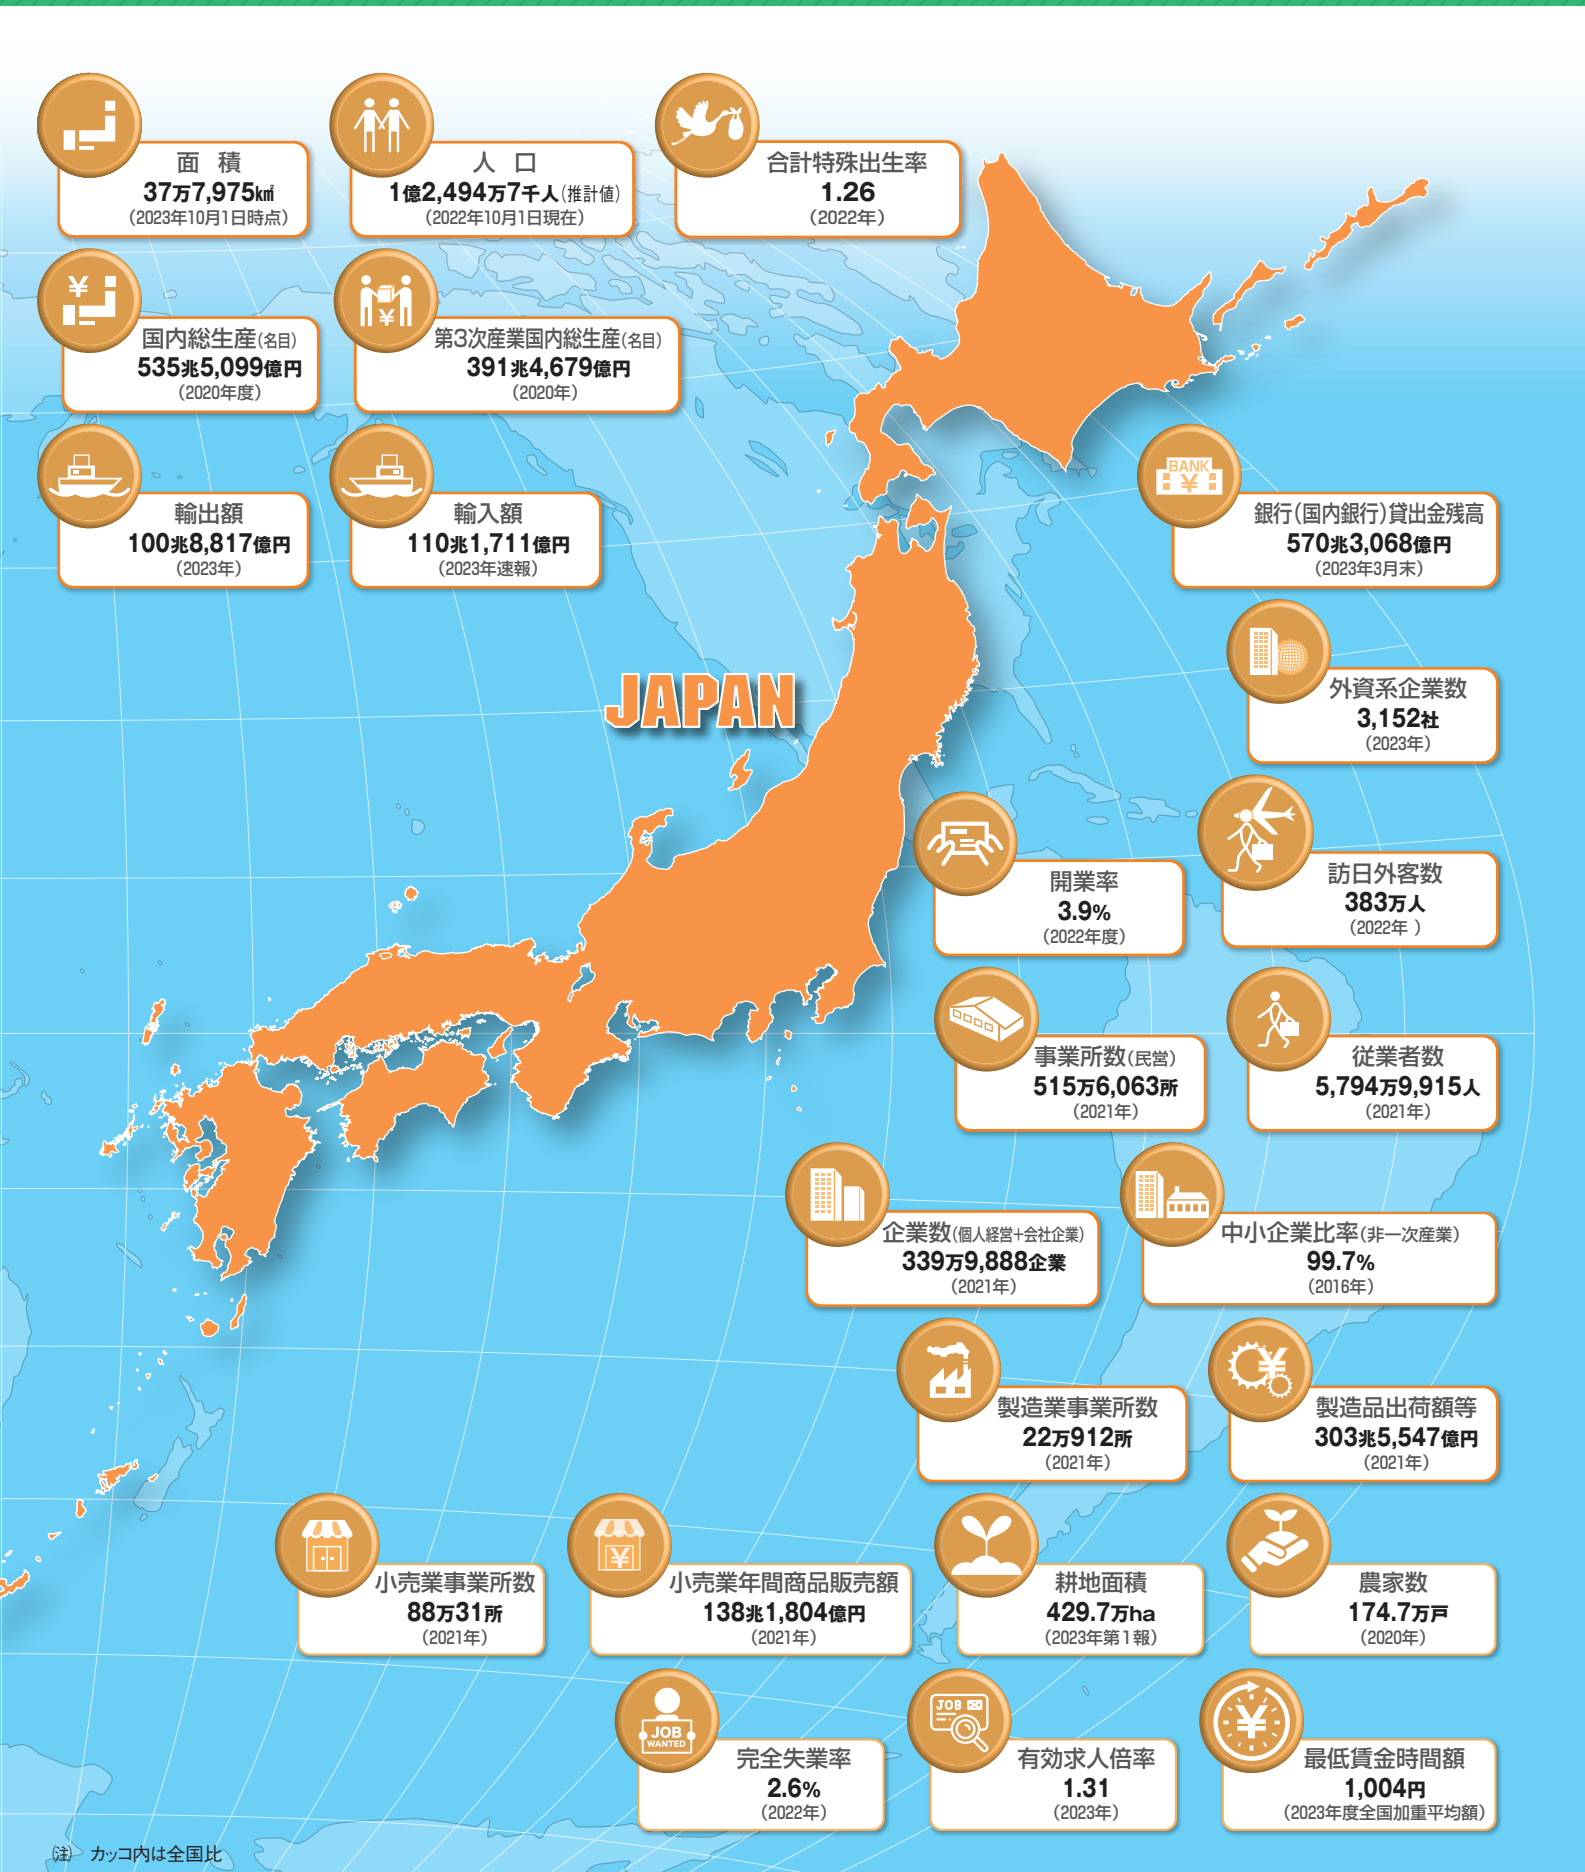 面 積
37万7,975㎢
（2023年10月1日時点）
人 口
1億2,494万7千人（推計値）
（2022年10月1日現在）
合計特殊出生率
1.26
（2022年）
¥
国内総生産（名目）
535兆5,099億円
（2020年度）
¥
第3次産業国内総生産（名目）
391兆4,679億円
（2020年）
輸出額
100兆8,817億円
（2023年）
輸入額
110兆1,711億円
（2023年速報）
BANK
¥
銀行（国内銀行）貸出金残高
570兆3,068億円
（2023年3月末）
外資系企業数
3,152社
（2023年）
JAPAN
開業率
3.9%
（2022年度）
訪日外客数
383万人
（2022年 ）
事業所数（民営）
515万6,063所
（2021年）
従業者数
5,794万9,915人
（2021年）
企業数（個人経営+会社企業）
339万9,888企業
（2021年）
中小企業比率（非一次産業）
99.7%
（2016年）
製造業事業所数
22万912所
（2021年）
¥
製造品出荷額等
303兆5,547億円
（2021年）
小売業事業所数
88万31所
（2021年）
¥
小売業年間商品販売額
138兆1,804億円
（2021年）
耕地面積
429.7万ha
（2023年第1報）
農家数
174.7万戸
（2020年）
JOB
WANTED
完全失業率
2.6%
（2022年）
JOB
有効求人倍率
1.31
（2023年）
¥
最低賃金時間額
1,004円
（2023年度全国加重平均額）
（注） カッコ内は全国比